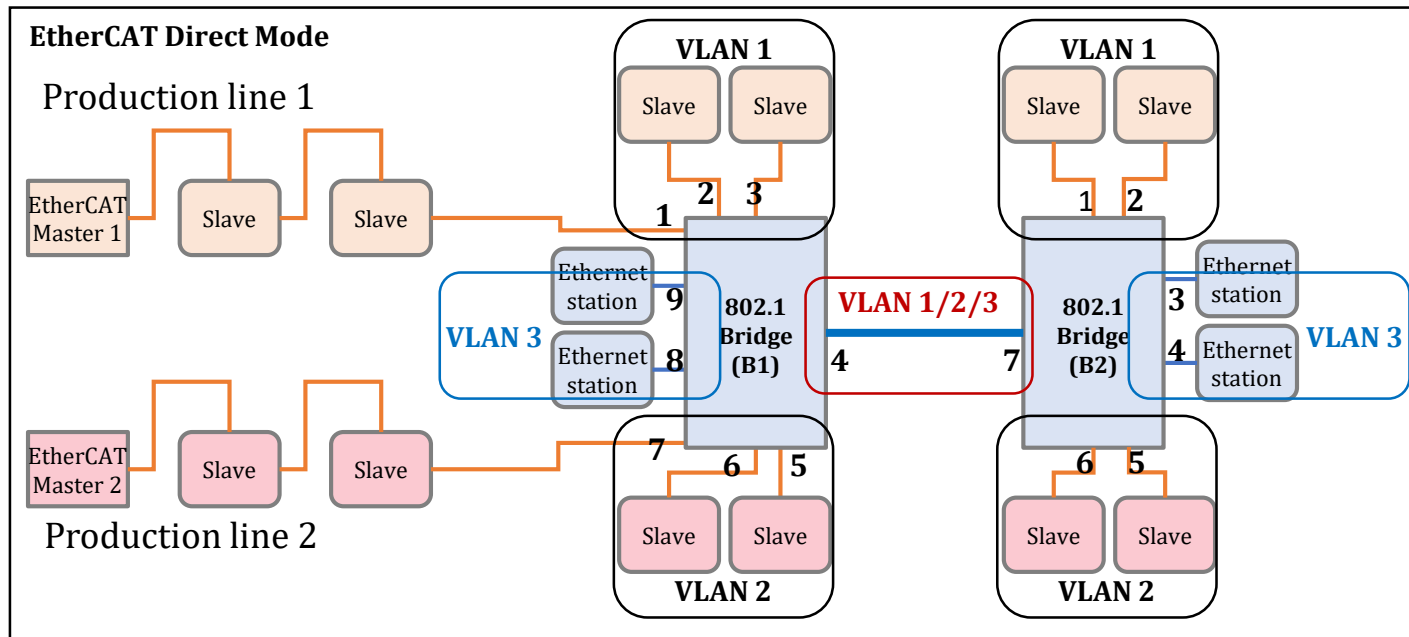 EtherCAT Direct Mode
Production line 1
EtherCAT
Master 1
Slave
Slave
1
VLAN 1
Slave
Slave
2
3
VLAN 1
Slave
Slave
1
2
Ethernet
station
9
VLAN 3
Ethernet
station
8
802.1
Bridge
(B1)
VLAN 1/2/3
4
7
802.1
Bridge
(B2)
Ethernet
station
3
VLAN 3
4
Ethernet
station
EtherCAT
Master 2
Slave
Slave
7
Production line 2
6
5
Slave
Slave
VLAN 2
6
5
Slave
Slave
VLAN 2